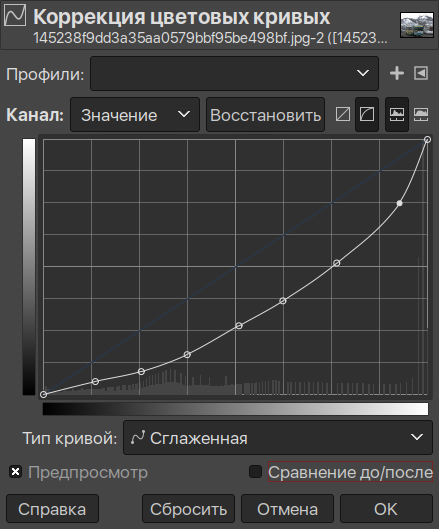 Коррекция цветовых кривых
145238f9dd3a35aa0579bbf95be498bf.jpg-2 ([14523...
Профили:
Канал: Значение Восстановить
Тип кривой: Сглаженная
Предпросмотр Сравнение до/после
Справка Сбросить Отмена OK